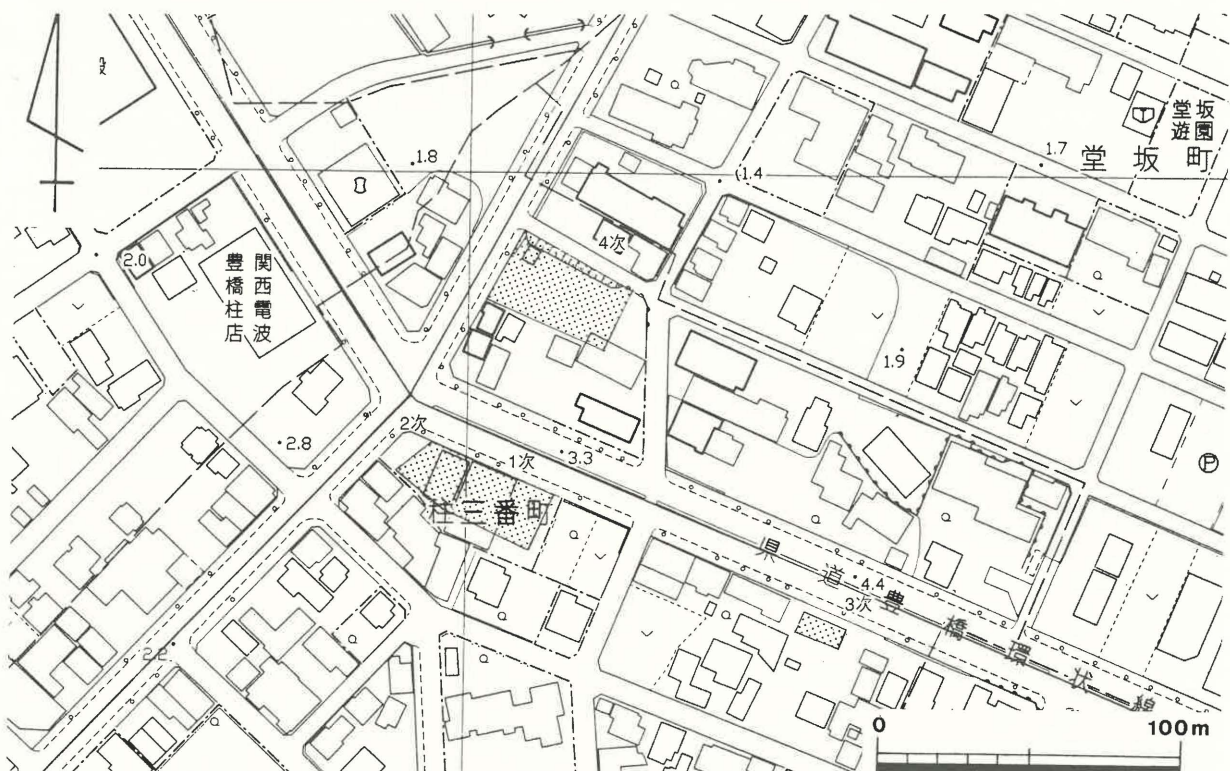 殳
1.8
1.7
堂坂
遊園
堂坂町
1.4
4次
2.0
関西電波
豊橋柱店
1.9
2.8
2次
1次
3.3
柱三番町
県道豊橋環状線
4.4
3次
2.2
P
0 100m